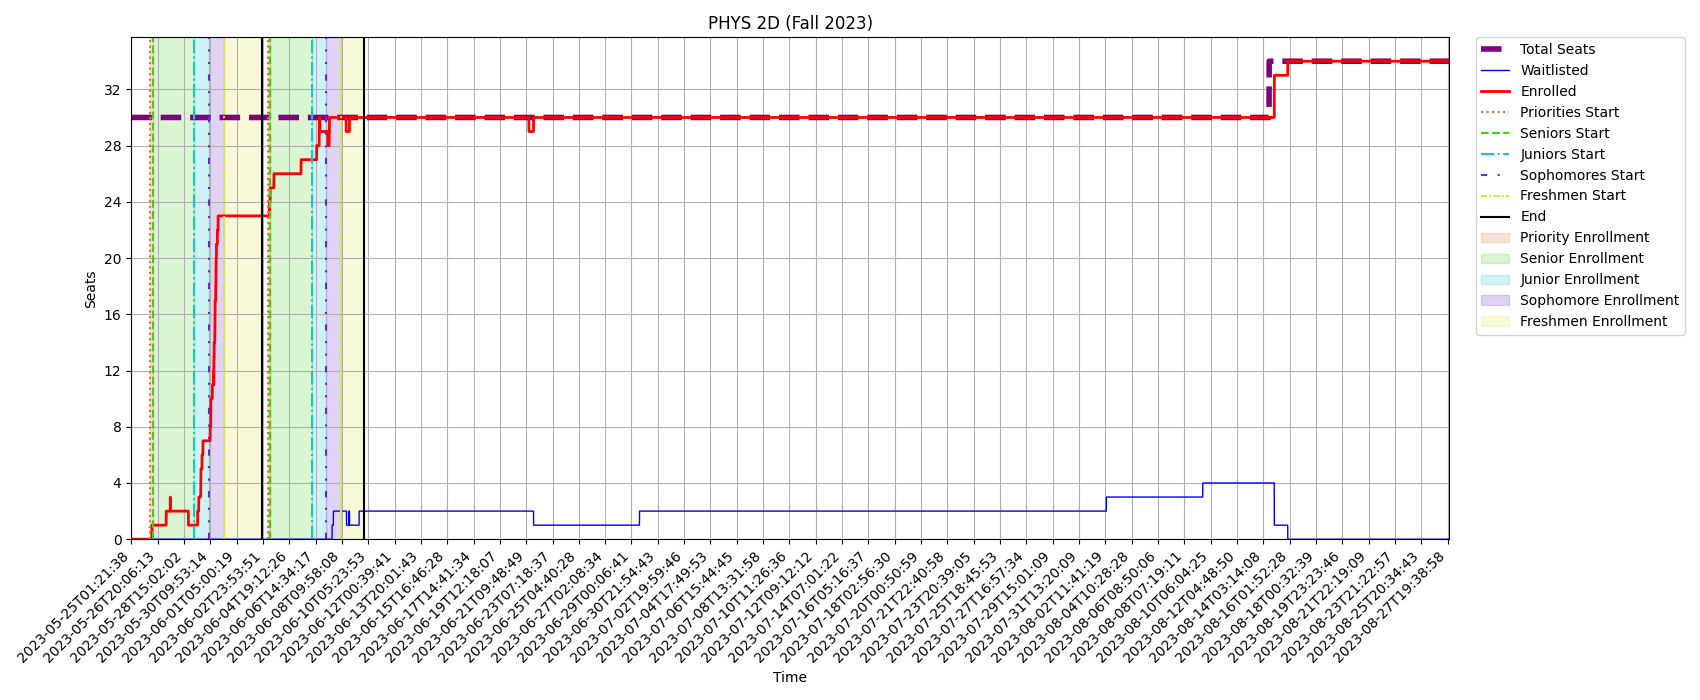 PHYS 2D (Fall 2023)
Seats
32
28
24
20
16
12
8
4
0
2023-05-25T01:21:38
2023-05-26T20:06:13
2023-05-28T15:02:02
2023-05-30T09:53:14
2023-06-01T05:00:19
2023-06-02T23:53:51
2023-06-04T19:12:26
2023-06-06T14:34:17
2023-06-08T09:58:08
2023-06-10T05:23:53
2023-06-12T00:39:41
2023-06-13T20:01:43
2023-06-15T16:46:28
2023-06-17T14:41:34
2023-06-19T12:18:07
2023-06-21T09:48:49
2023-06-23T07:18:37
2023-06-25T04:40:28
2023-06-27T02:08:34
2023-06-29T00:06:41
2023-06-30T21:54:43
2023-07-02T19:59:46
2023-07-04T17:49:53
2023-07-06T15:44:45
2023-07-08T13:31:58
2023-07-10T11:26:36
2023-07-12T09:12:12
2023-07-14T07:01:22
2023-07-16T05:16:37
2023-07-18T02:56:30
2023-07-20T00:50:59
2023-07-21T22:40:58
2023-07-23T20:39:05
2023-07-25T18:45:53
2023-07-27T16:57:34
2023-07-29T15:01:09
2023-07-31T13:20:09
2023-08-02T11:41:19
2023-08-04T10:28:28
2023-08-06T08:50:06
2023-08-08T07:19:11
2023-08-10T06:04:25
2023-08-12T04:48:50
2023-08-14T03:14:08
2023-08-16T01:52:28
2023-08-18T00:32:39
2023-08-19T23:23:46
2023-08-21T22:19:09
2023-08-23T21:22:57
2023-08-25T20:34:43
2023-08-27T19:38:58
Time
Total Seats
Waitlisted
Enrolled
Priorities Start
Seniors Start
Juniors Start
Sophomores Start
Freshmen Start
End
Priority Enrollment
Senior Enrollment
Junior Enrollment
Sophomore Enrollment
Freshmen Enrollment